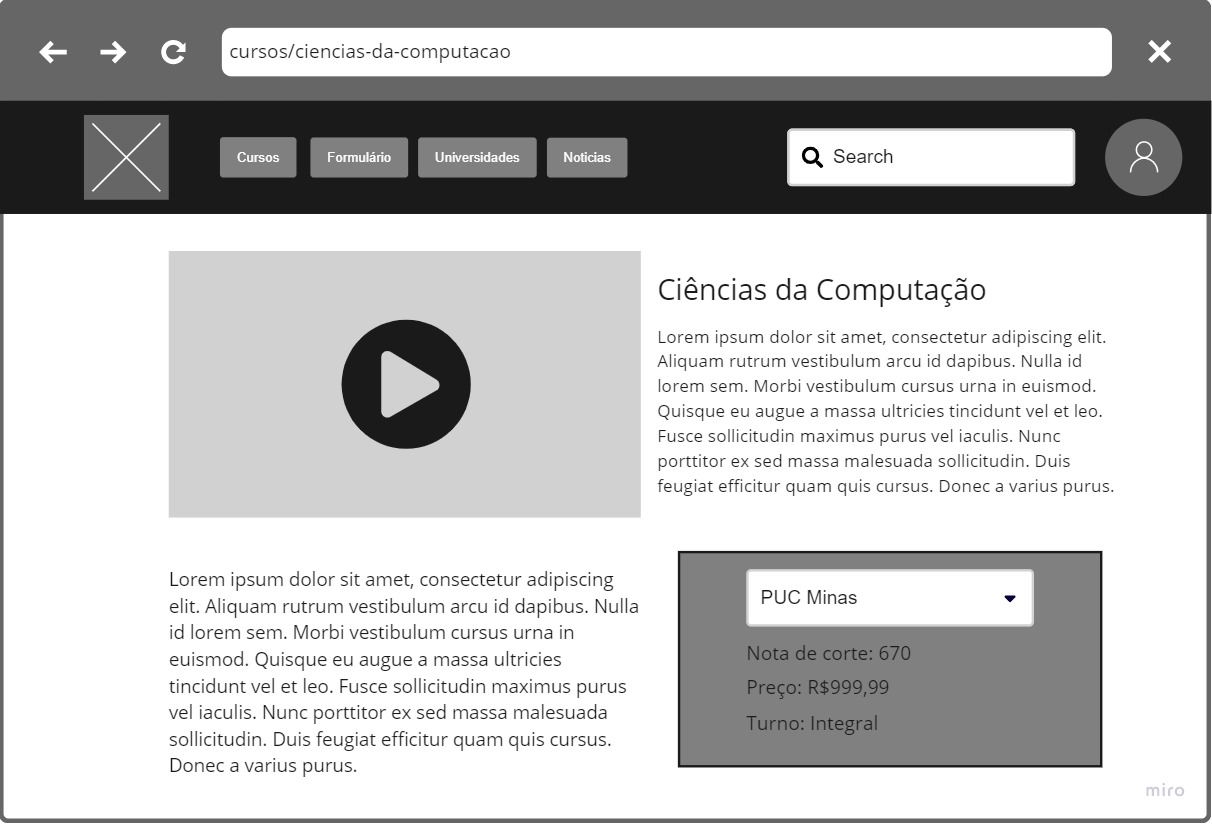 cursos/ciencias-da-computacao
Cursos
Formulário
Universidades
Noticias
Search
Ciências da Computação
Lorem ipsum dolor sit amet, consectetur adipiscing elit.
Aliquam rutrum vestibulum arcu id dapibus. Nulla id
lorem sem. Morbi vestibulum cursus urna in euismod.
Quisque eu augue a massa ultricies tincidunt vel et leo.
Fusce sollicitudin maximus purus vel iaculis. Nunc
porttitor ex sed massa malesuada sollicitudin. Duis
feugiat efficitur quam quis cursus. Donec a varius purus.
Lorem ipsum dolor sit amet, consectetur adipiscing
elit. Aliquam rutrum vestibulum arcu id dapibus. Nulla
id lorem sem. Morbi vestibulum cursus urna in
euismod. Quisque eu augue a massa ultricies
tincidunt vel et leo. Fusce sollicitudin maximus purus
vel iaculis. Nunc porttitor ex sed massa malesuada
sollicitudin. Duis feugiat efficitur quam quis cursus.
Donec a varius purus.
PUC Minas
Nota de corte: 670
Preço: R$999,99
Turno: Integral
miro